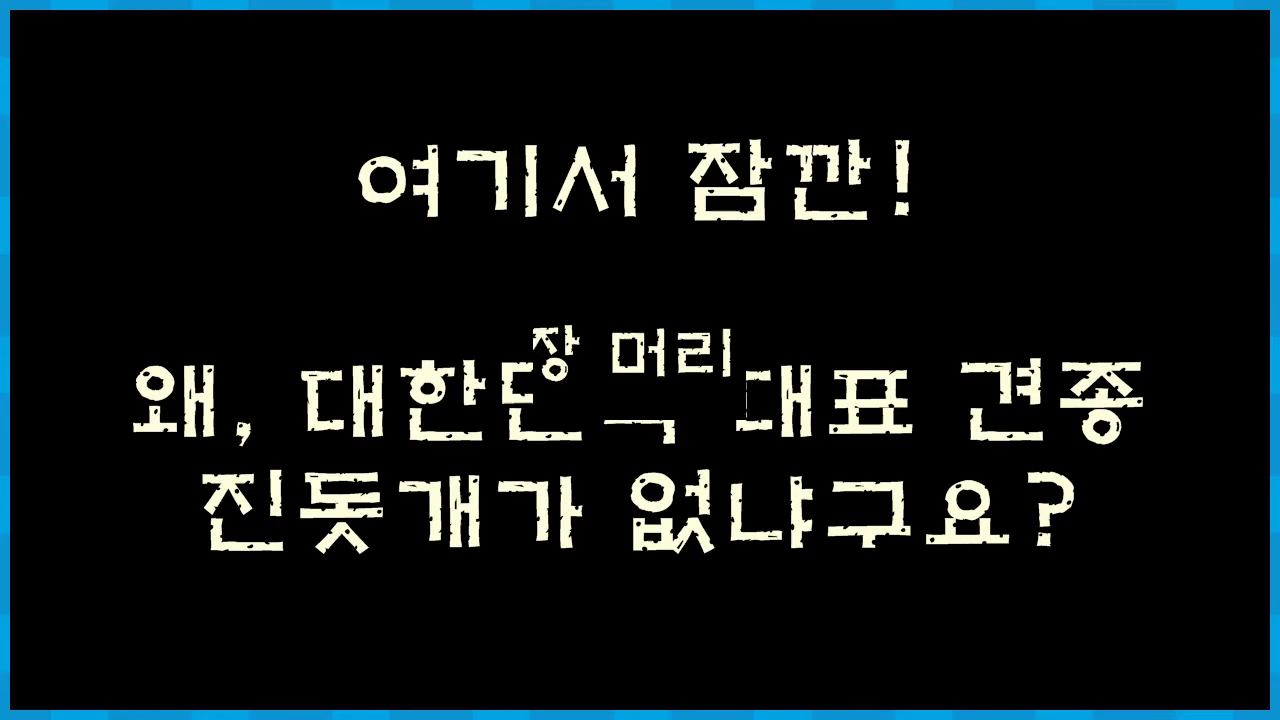 여기서 잠깐!
장 머리
왜, 대한 대표 견종
진돗개가 없냐구요?